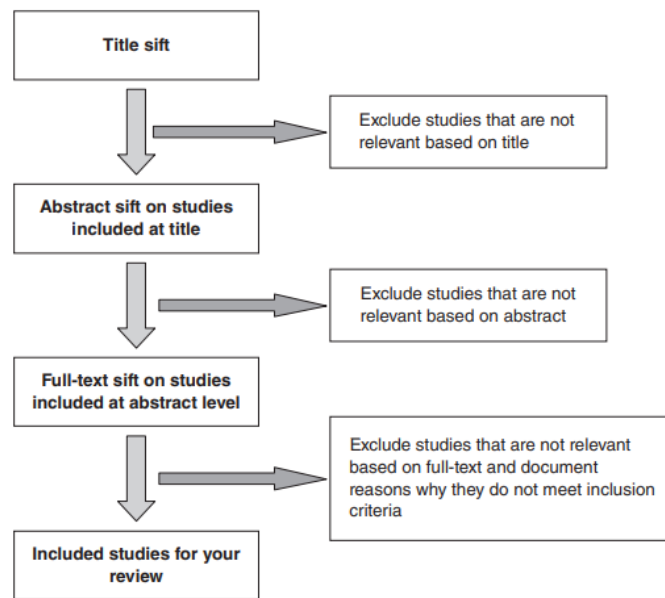 Title sift
Exclude studies that are not
relevant based on title
Abstract sift on studies
included at title
Exclude studies that are not
relevant based on abstract
Full-text sift on studies
included at abstract level
Exclude studies that are not relevant
based on full-text and document
reasons why they do not meet inclusion
criteria
Included studies for your
review